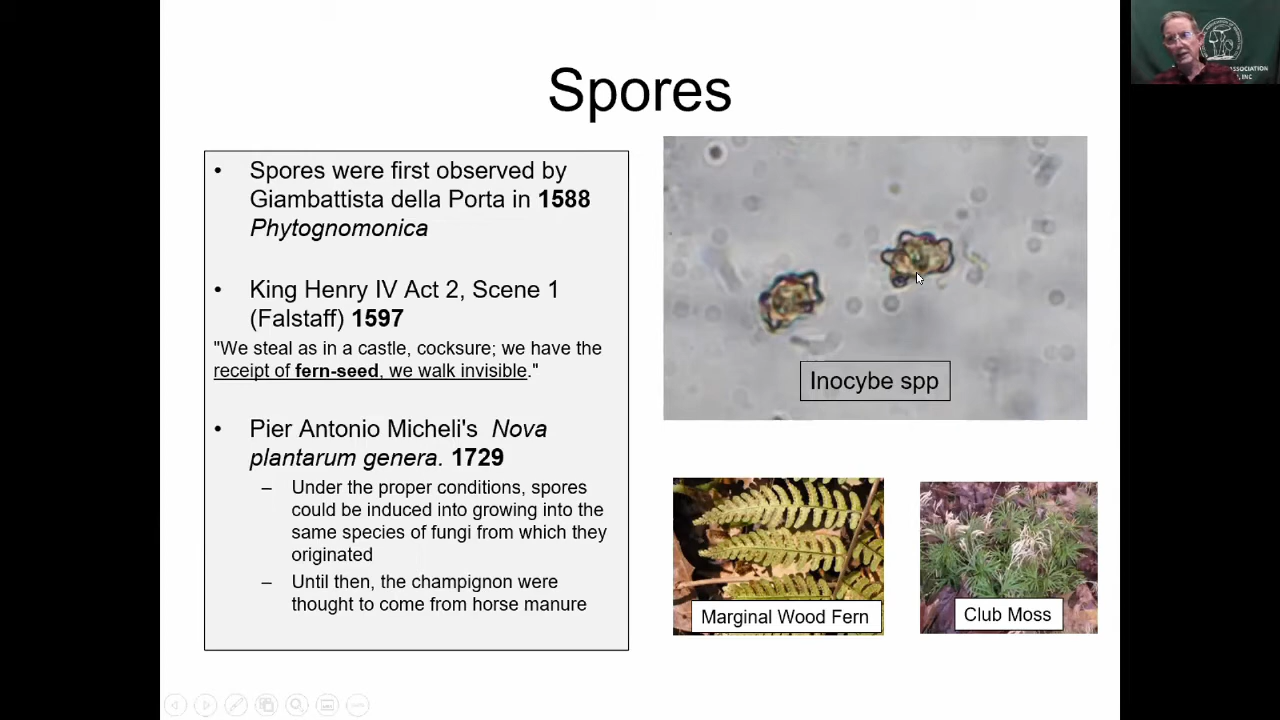 Spores
• Spores were first observed by
Giambattista della Porta in 1588
Phytognomonica
• King Henry IV Act 2, Scene 1
(Falstaff) 1597
"We steal as in a castle, cocksure; we have the
receipt of fern-seed, we walk invisible."
• Pier Antonio Micheli's Nova
plantarum genera. 1729
– Under the proper conditions, spores
could be induced into growing into the
same species of fungi from which they
originated
– Until then, the champignon were
thought to come from horse manure
Inocybe spp
Marginal Wood Fern
Club Moss
ASSOCIATION
INC